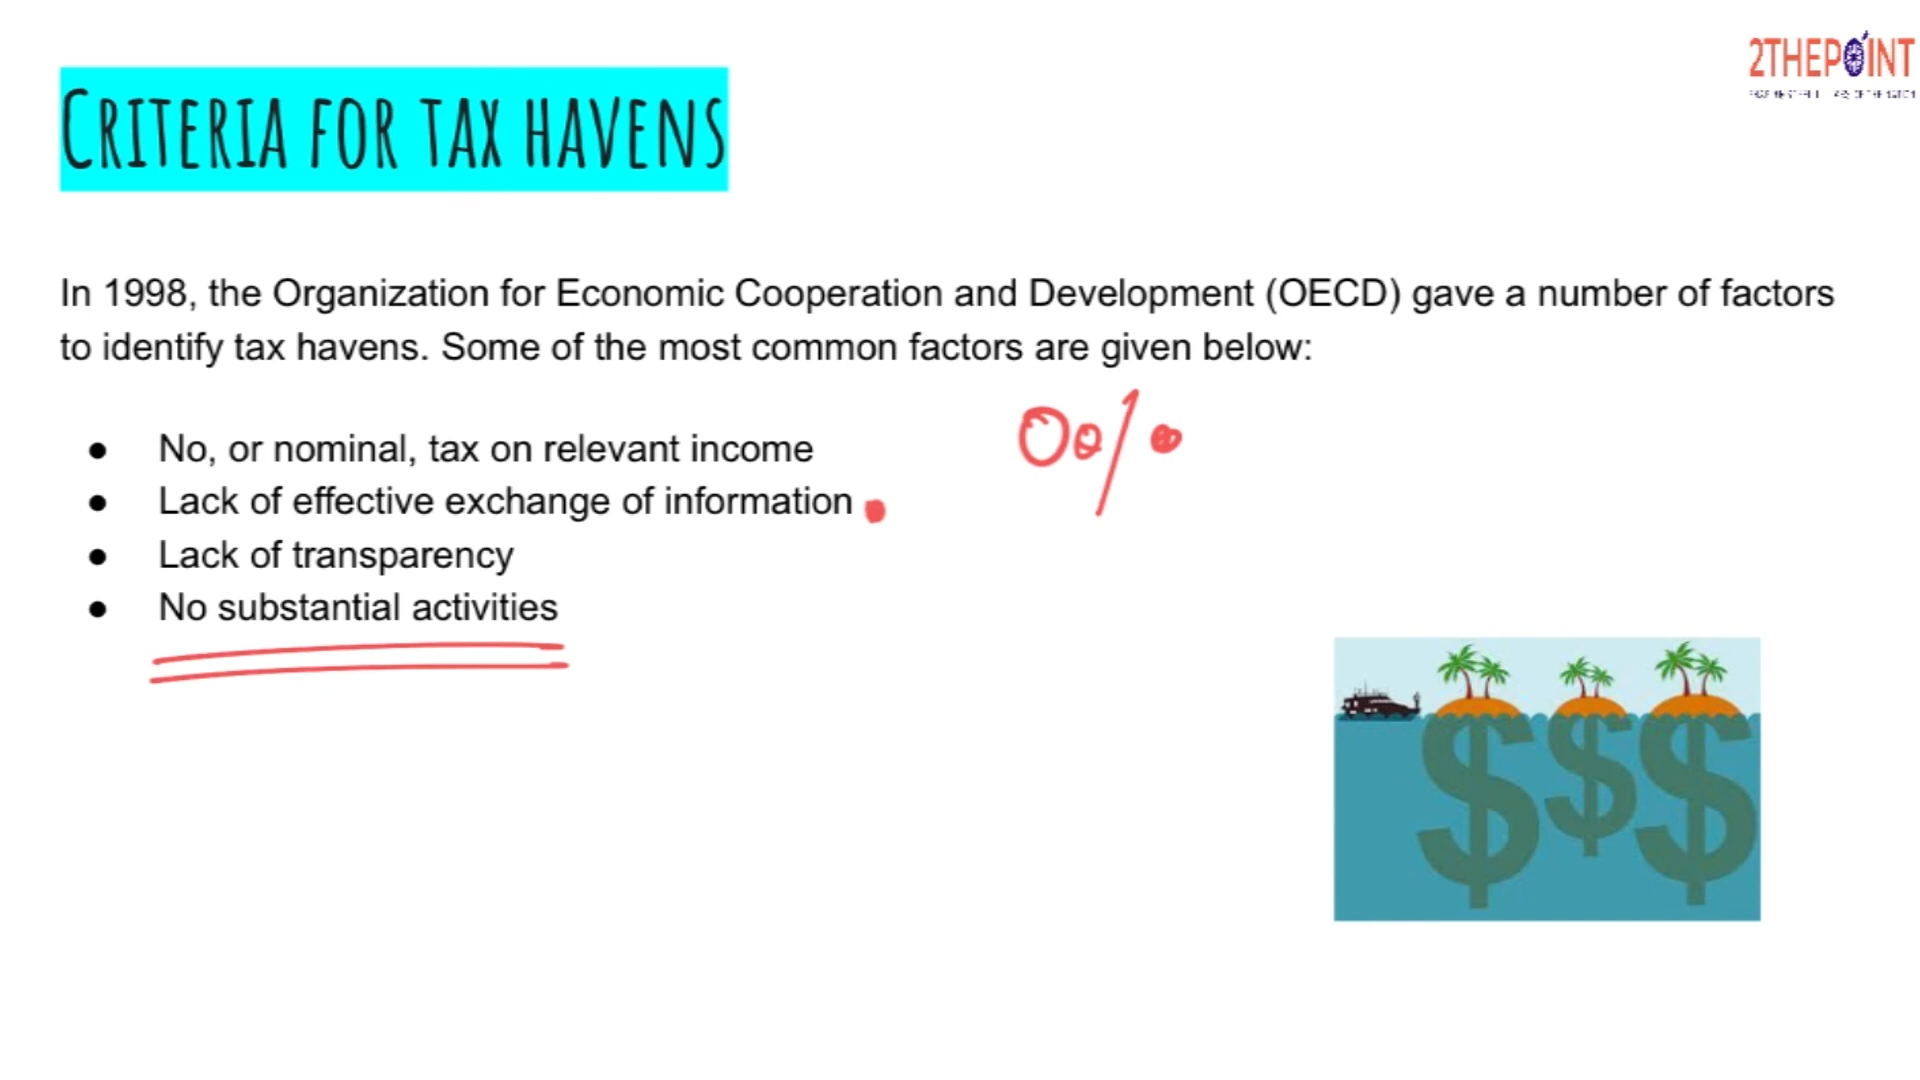 2THEPOINT
CRITERIA FOR TAX HAVENS
In 1998, the Organization for Economic Cooperation and Development (OECD) gave a number of factors
to identify tax havens. Some of the most common factors are given below:
● No, or nominal, tax on relevant income
0%
● Lack of effective exchange of information
● Lack of transparency
● No substantial activities
$$$